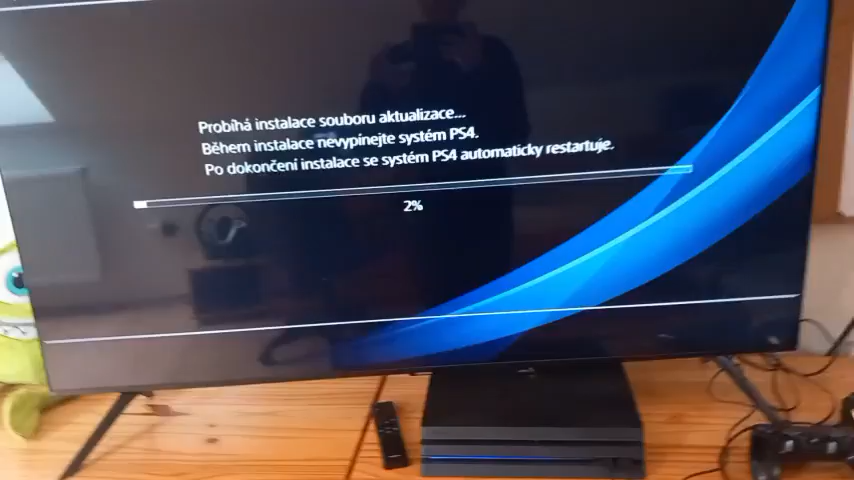 Probíhá instalace souboru aktualizace...
Během instalace nevypínejte systém PS4.
Po dokončení instalace se systém PS4 automaticky restartuje.
2%